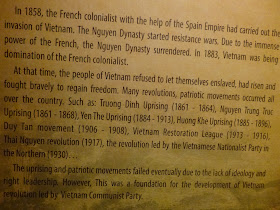 In 1858, the French colonialist with the help of the Spain Empire had carried out the
invasion of Vietnam. The Nguyen Dynasty started resistance wars. Due to the immense
power of the French, the Nguyen Dynasty surrendered. In 1883, Vietnam was being
domination of the French colonialist.
At that time, the people of Vietnam refused to let themselves enslaved, had risen and
fought bravely to regain freedom. Many revolutions, patriotic movements occurred all
over the country. Such as: Truong Dinh Uprising (1861 - 1864), Nguyen Trung Truc
Uprising (1861 - 1868), Yen The Uprising (1884 - 1913), Huong Khe Uprising (1885 - 1896),
Duy Tan movement (1906 - 1908), Vietnam Restoration League (1913 - 1916),
Thai Nguyen revolution (1917), the revolution led by the Vietnamese Nationalist Party in
the Northern (1930)...
The uprising and patriotic movements failed eventually due to the lack of ideology and
right leadership. However, This was a foundation for the development of Vietnam
revolution led by Vietnam Communist Party.